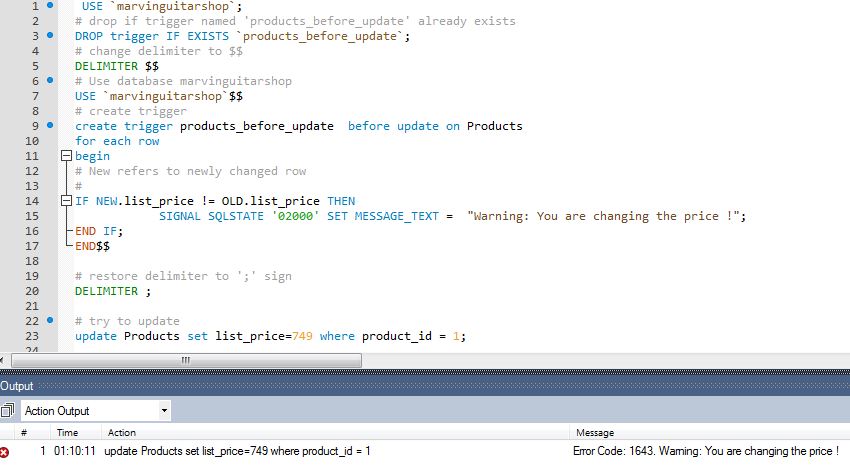 1 USE `marvinguitarshop`;
2 # drop if trigger named 'products_before_update' already exists
3 DROP trigger IF EXISTS `products_before_update`;
4 # change delimiter to $$
5 DELIMITER $$
6 # Use database marvinguitarshop
7 USE `marvinguitarshop`$$
8 # create trigger
9 create trigger products_before_update  before update on Products
10 for each row
11 begin
12 # New refers to newly changed row
13 #
14 IF NEW.list_price != OLD.list_price THEN
15 SIGNAL SQLSTATE '02000' SET MESSAGE_TEXT =  "Warning: You are changing the price !";
16 END IF;
17 END$$
18
19 # restore delimiter to ';' sign
20 DELIMITER ;
21
22 # try to update
23 update Products set list_price=749 where product_id = 1;
24
Output
Action Output
# Time Action Message
1 01:10:11 update Products set list_price=749 where product_id = 1 Error Code: 1643. Warning: You are changing the price !